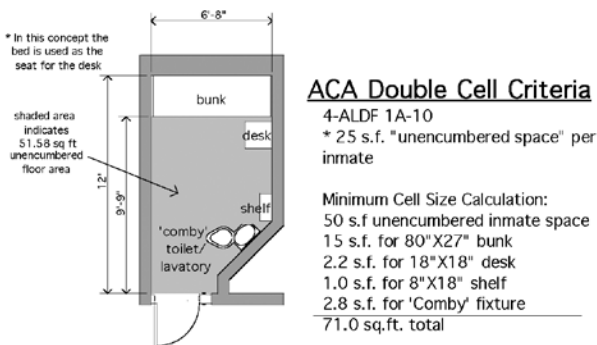 6'-8"
* In this concept the
bed is used as the
seat for the desk
bunk
shaded area
indicates
51.58 sq ft
unencumbered
floor area
desk
12'
9'-9"
shelf
'comby'
toilet/
lavatory
ACA Double Cell Criteria
4-ALDF 1A-10
* 25 s.f. "unencumbered space" per
inmate
Minimum Cell Size Calculation:
50 s.f unencumbered inmate space
15 s.f. for 80"X27" bunk
2.2 s.f. for 18"X18" desk
1.0 s.f. for 8"X18" shelf
2.8 s.f. for 'Comby' fixture
71.0 sq.ft. total